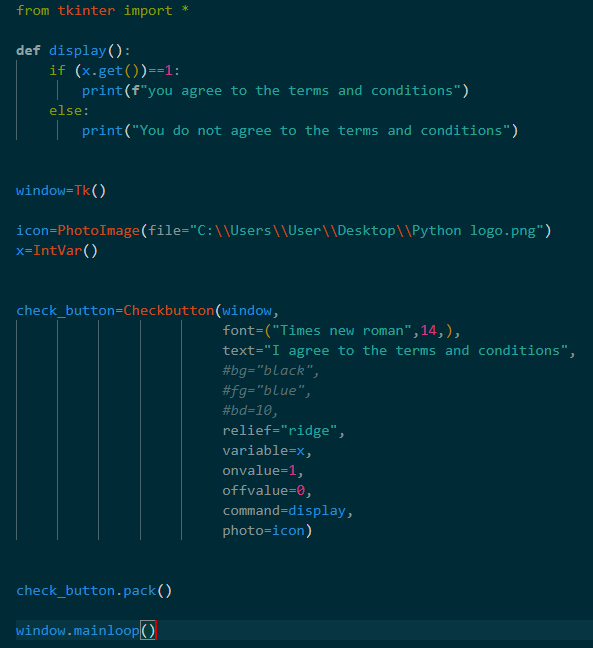 from tkinter import *
def display():
    if (x.get())==1:
        print(f"you agree to the terms and conditions")
    else:
        print("You do not agree to the terms and conditions")
window=Tk()
icon=PhotoImage(file="C:\\Users\\User\\Desktop\\Python logo.png")
x=IntVar()
check_button=Checkbutton(window,
                         font=("Times new roman",14,),
                         text="I agree to the terms and conditions",
                         #bg="black",
                         #fg="blue",
                         #bd=10,
                         relief="ridge",
                         variable=x,
                         onvalue=1,
                         offvalue=0,
                         command=display,
                         photo=icon)
check_button.pack()
window.mainloop()